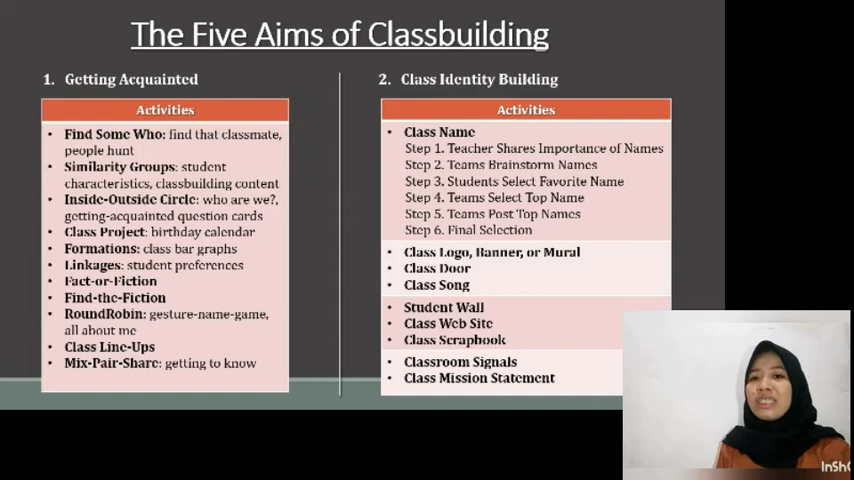 The Five Aims of Classbuilding
1. Getting Acquainted
Activities
• Find Some Who: find that classmate,
people hunt
• Similarity Groups: student
characteristics, classbuilding content
• Inside-Outside Circle: who are we?,
getting-acquainted question cards
• Class Project: birthday calendar
• Formations: class bar graphs
• Linkages: student preferences
• Fact-or-Fiction
• Find-the-Fiction
• RoundRobin: gesture-name-game,
all about me
• Class Line-Ups
• Mix-Pair-Share: getting to know
2. Class Identity Building
Activities
• Class Name
Step 1. Teacher Shares Importance of Names
Step 2. Teams Brainstorm Names
Step 3. Students Select Favorite Name
Step 4. Teams Select Top Name
Step 5. Teams Post Top Names
Step 6. Final Selection
• Class Logo, Banner, or Mural
• Class Door
• Class Song
• Student Wall
• Class Web Site
• Class Scrapbook
• Classroom Signals
• Class Mission Statement